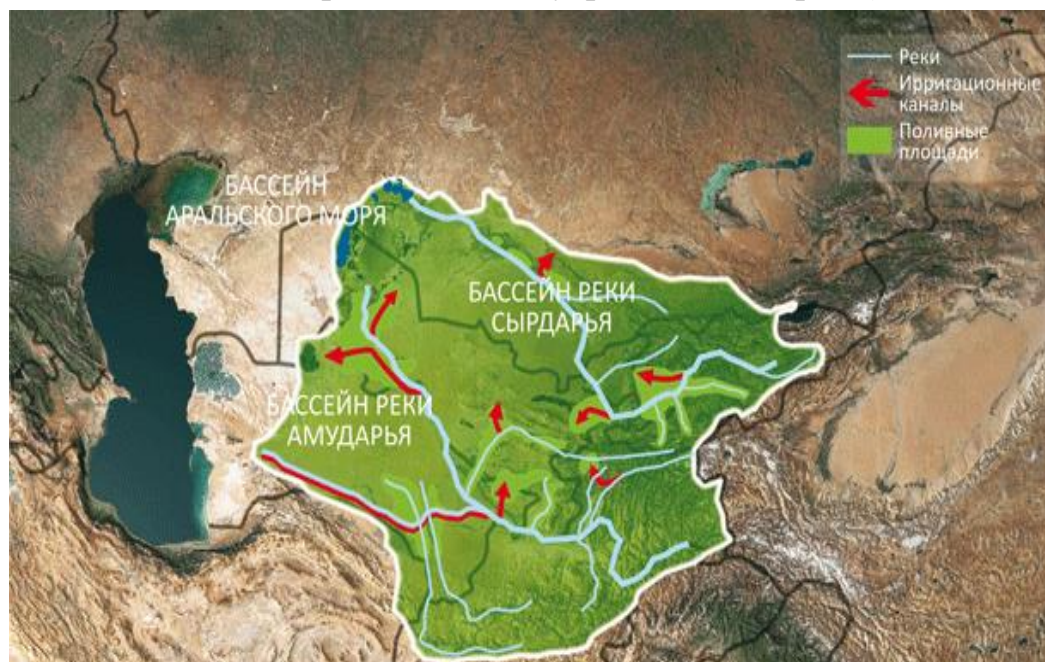 Реки
Ирригационные
каналы
Поливные
площади
БАССЕЙН
АРАЛЬСКОГО МОРЯ
БАССЕЙН РЕКИ
СЫРДАРЬЯ
БАССЕЙН РЕКИ
АМУДАРЬЯ